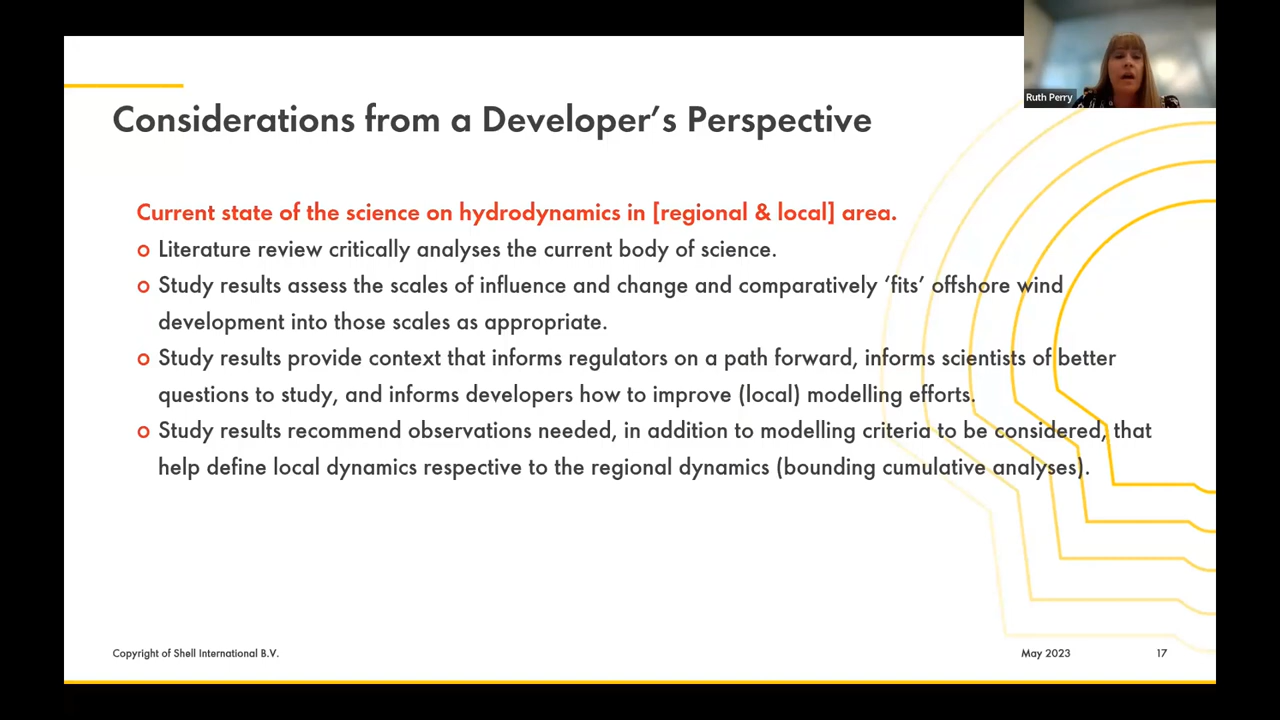 Ruth Perry
Considerations from a Developer’s Perspective
Current state of the science on hydrodynamics in [regional & local] area.
o Literature review critically analyses the current body of science.
o Study results assess the scales of influence and change and comparatively ‘fits’ offshore wind
development into those scales as appropriate.
o Study results provide context that informs regulators on a path forward, informs scientists of better
questions to study, and informs developers how to improve (local) modelling efforts.
o Study results recommend observations needed, in addition to modelling criteria to be considered, that
help define local dynamics respective to the regional dynamics (bounding cumulative analyses).
Copyright of Shell International B.V.
May 2023
17